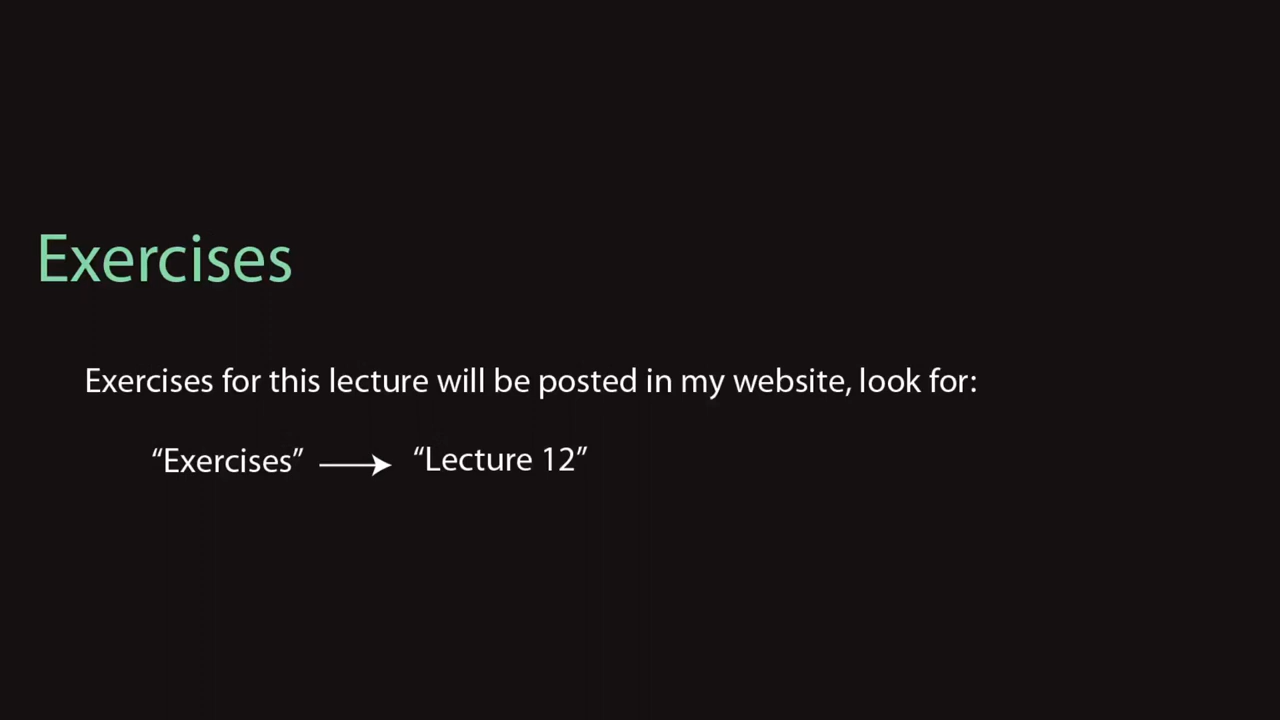 Exercises
Exercises for this lecture will be posted in my website, look for:
“Exercises” ⟶ “Lecture 12”